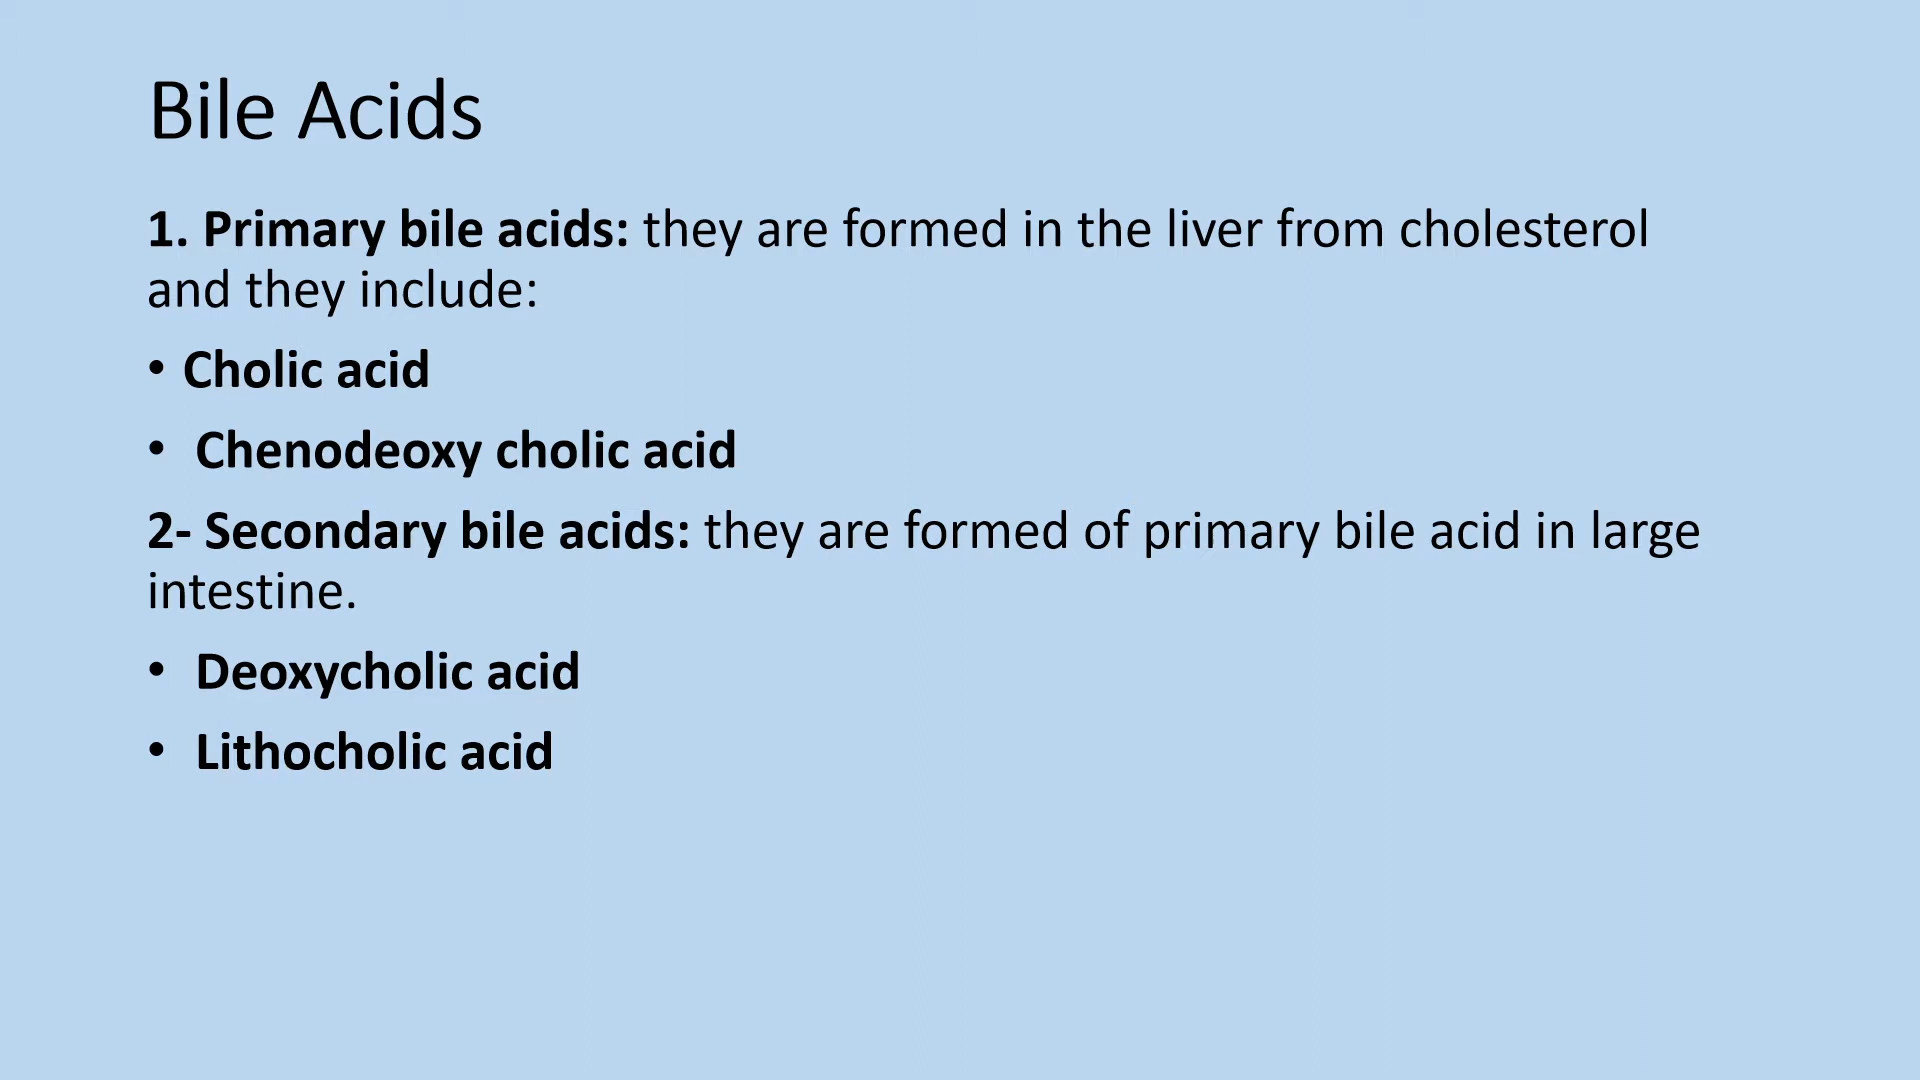 Bile Acids
1. Primary bile acids: they are formed in the liver from cholesterol
and they include:
• Cholic acid
• Chenodeoxy cholic acid
2- Secondary bile acids: they are formed of primary bile acid in large
intestine.
• Deoxycholic acid
• Lithocholic acid